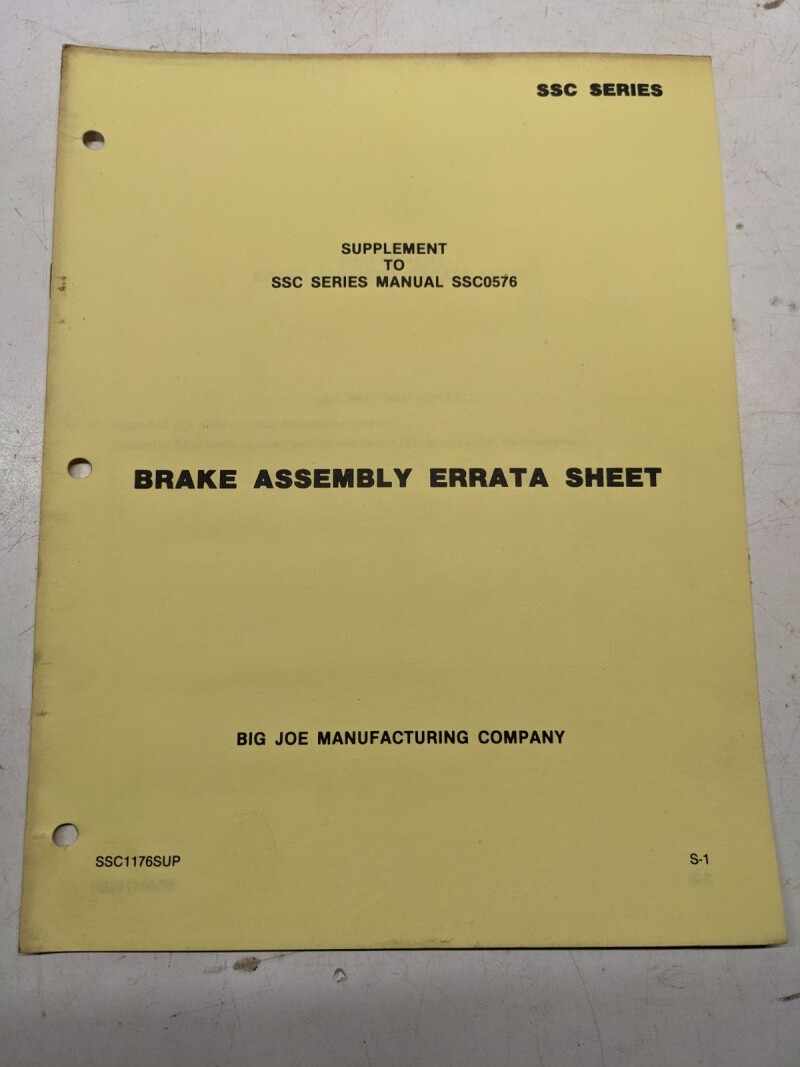 SSC SERIES
SUPPLEMENT
TO
SSC SERIES MANUAL SSC0576
BRAKE ASSEMBLY ERRATA SHEET
BIG JOE MANUFACTURING COMPANY
SSC1176SUP
S-1